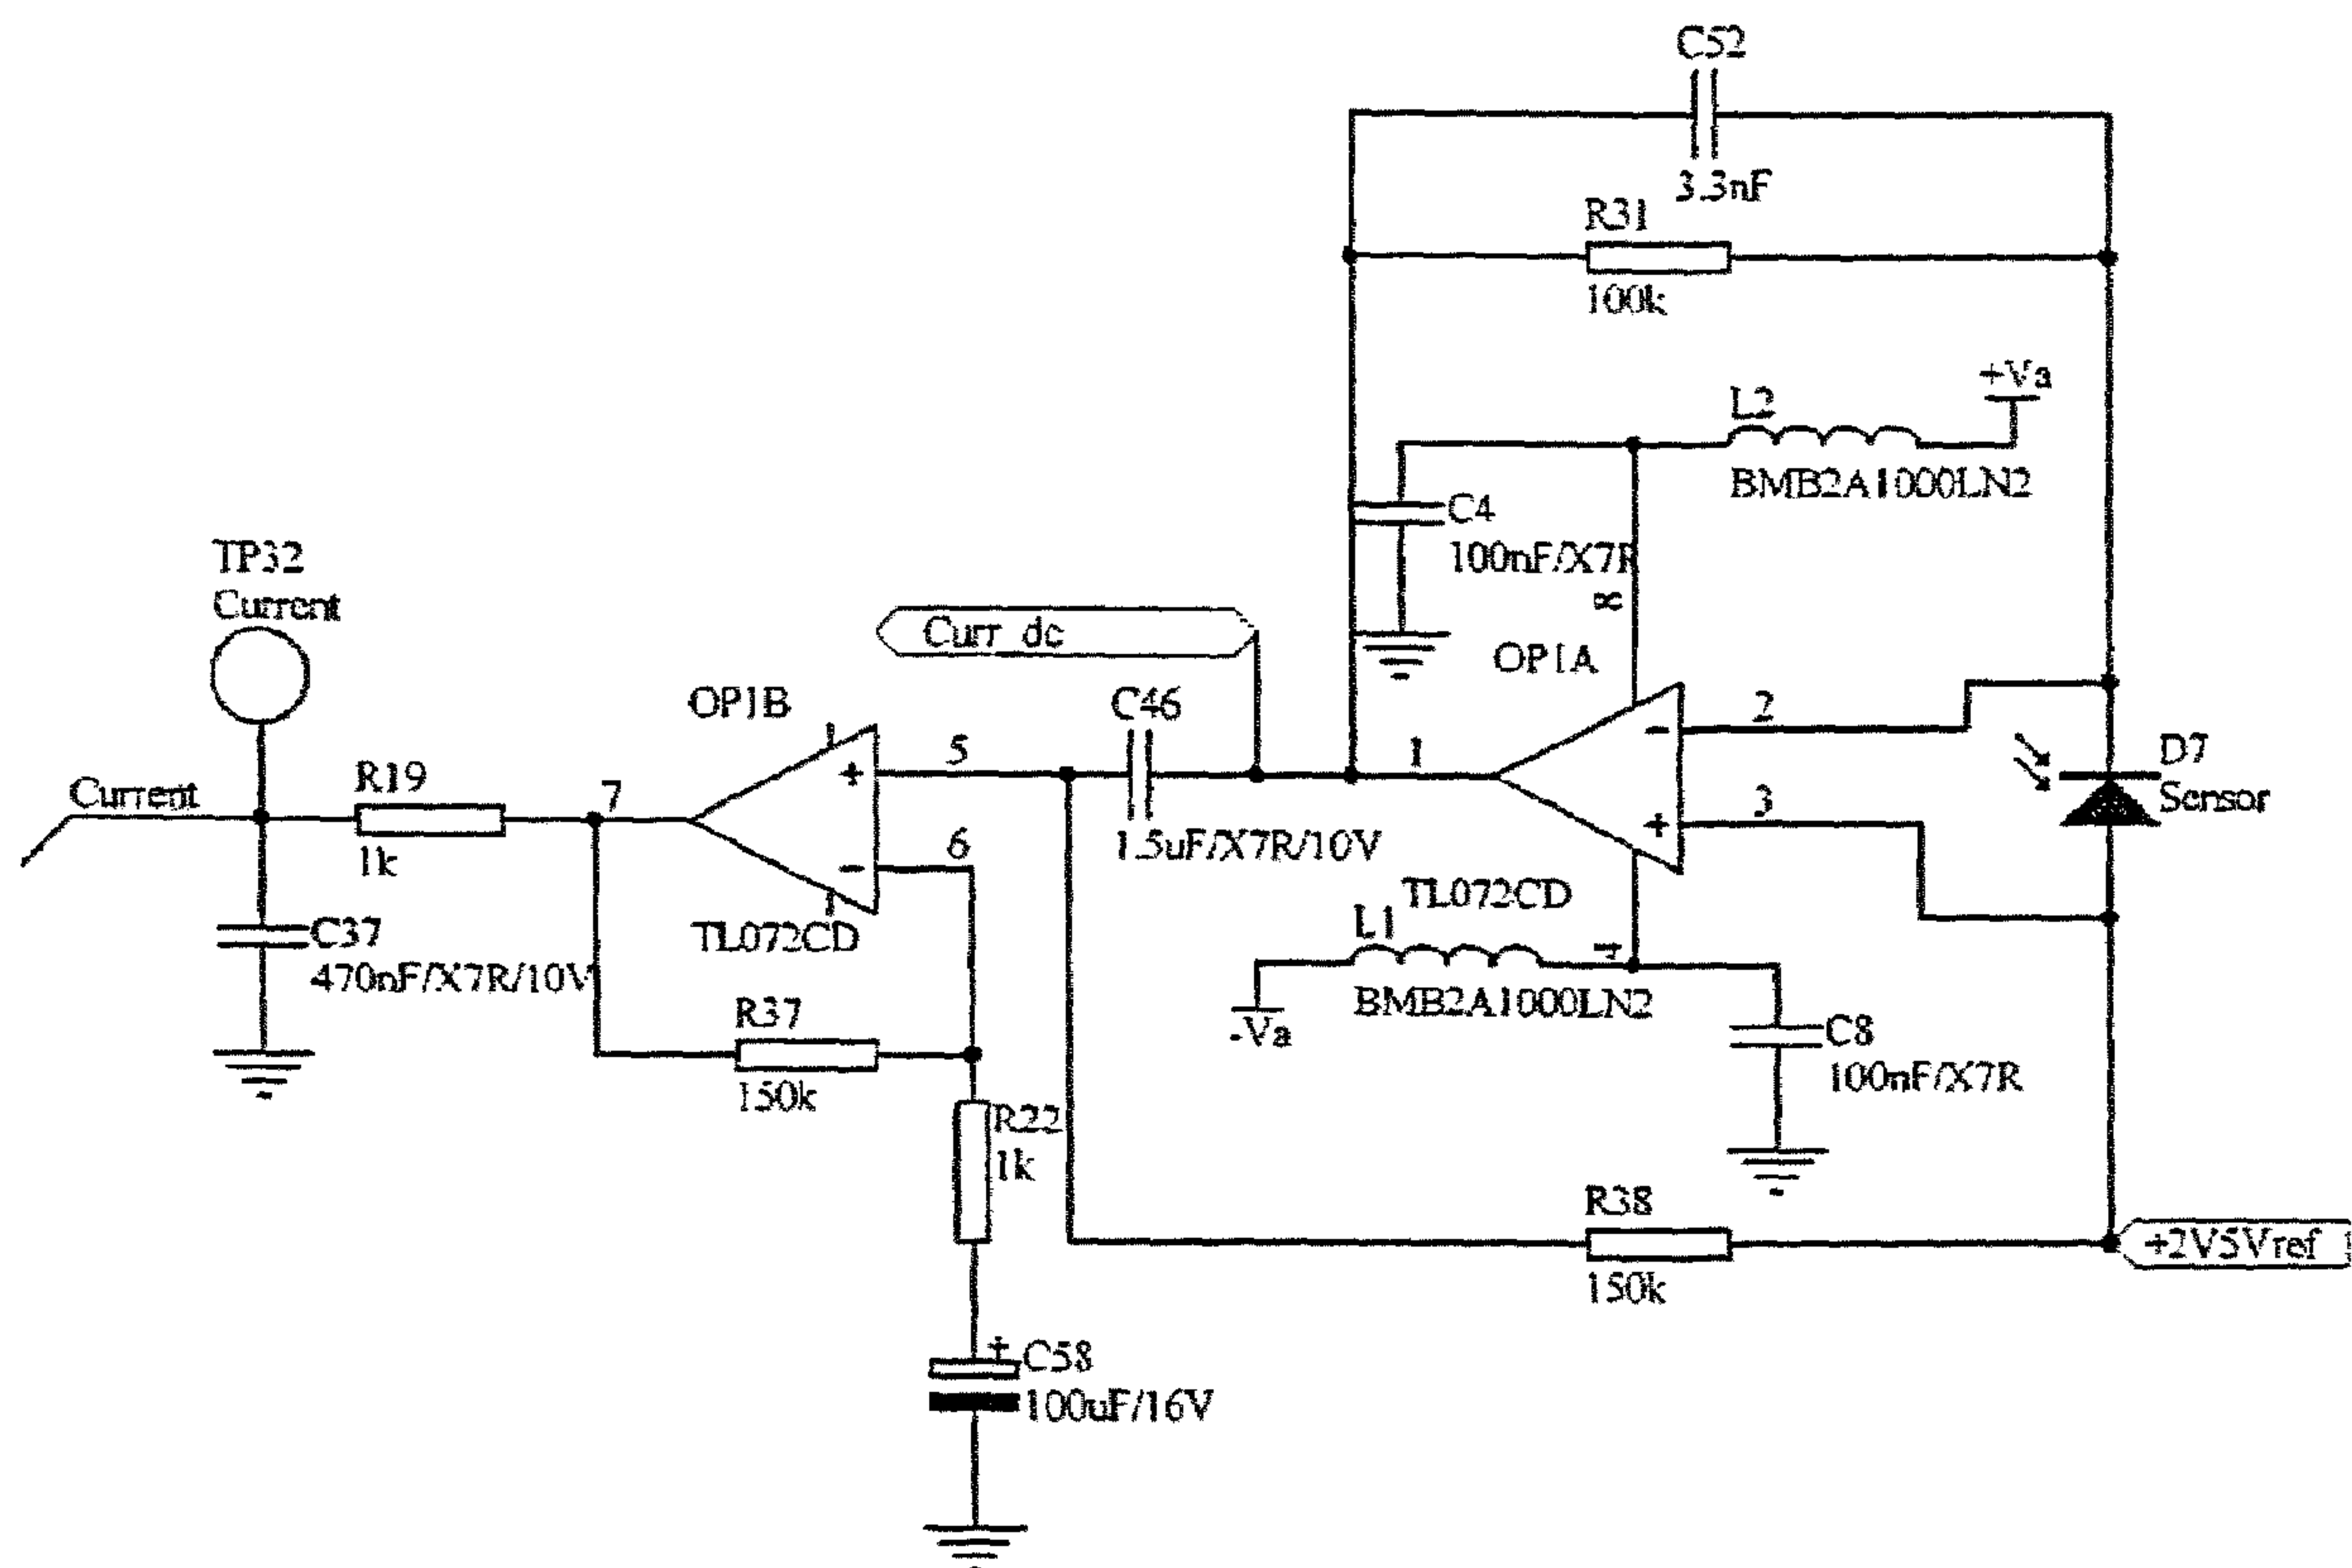 C52
3.3nF
R31
100k
+Va
L2
BMB2A1000LN2
C4
100nF/X7R
8
TP32
Current
Curr dc
OP1A
OP1B
C46
2
1
5
D7
Sensor
Current
R19
7
+
-
3
1k
6
1.5uF/X7R/10V
-
+
C37
470nF/X7R/10V
TL072CD
TL072CD
L1
4
BMB2A1000LN2
-Va
R37
150k
C8
100nF/X7R
R22
1k
R38
150k
+2V5Vref
+
C58
100uF/16V